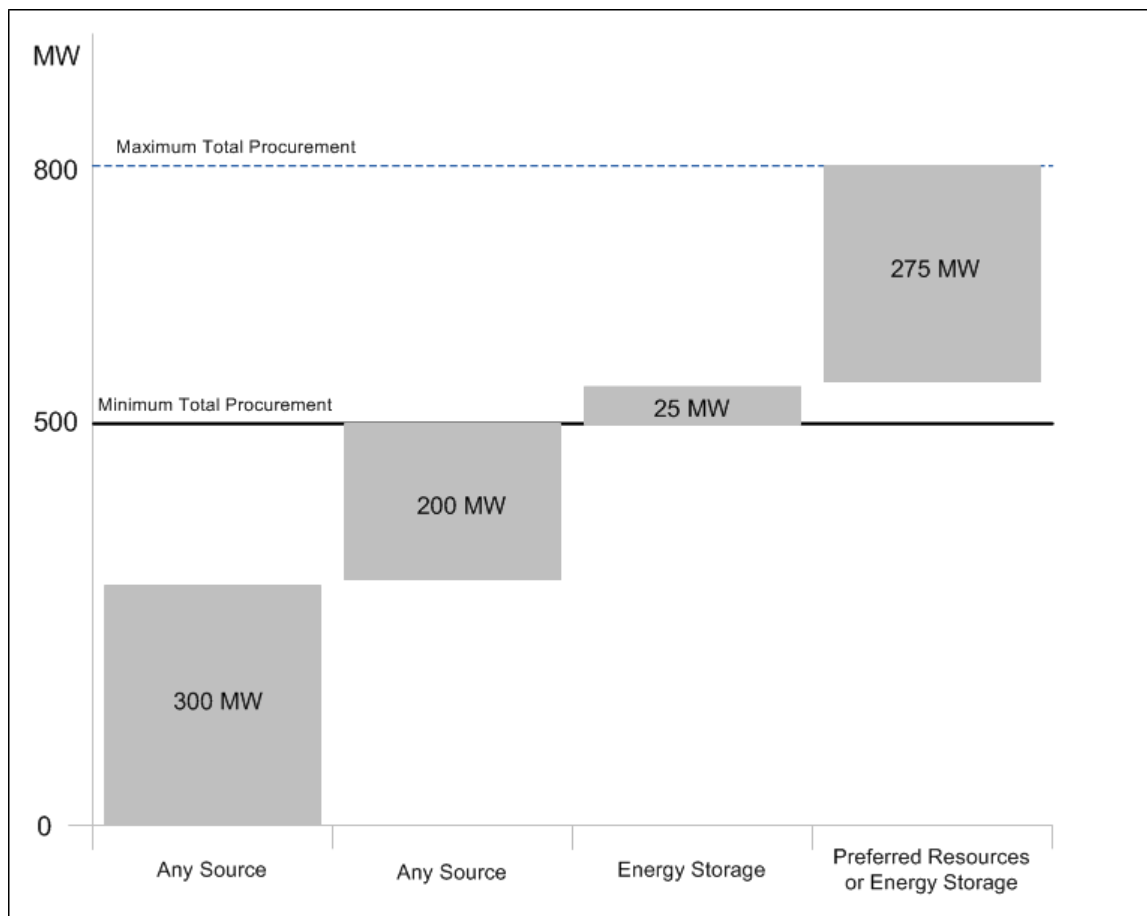 MW
Maximum Total Procurement
800
275 MW
Minimum Total Procurement
500
25 MW
200 MW
300 MW
0
Any Source
Any Source
Energy Storage
Preferred Resources
or Energy Storage